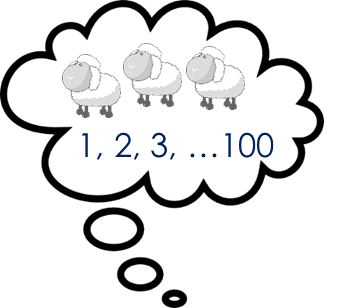 1, 2, 3, ...100